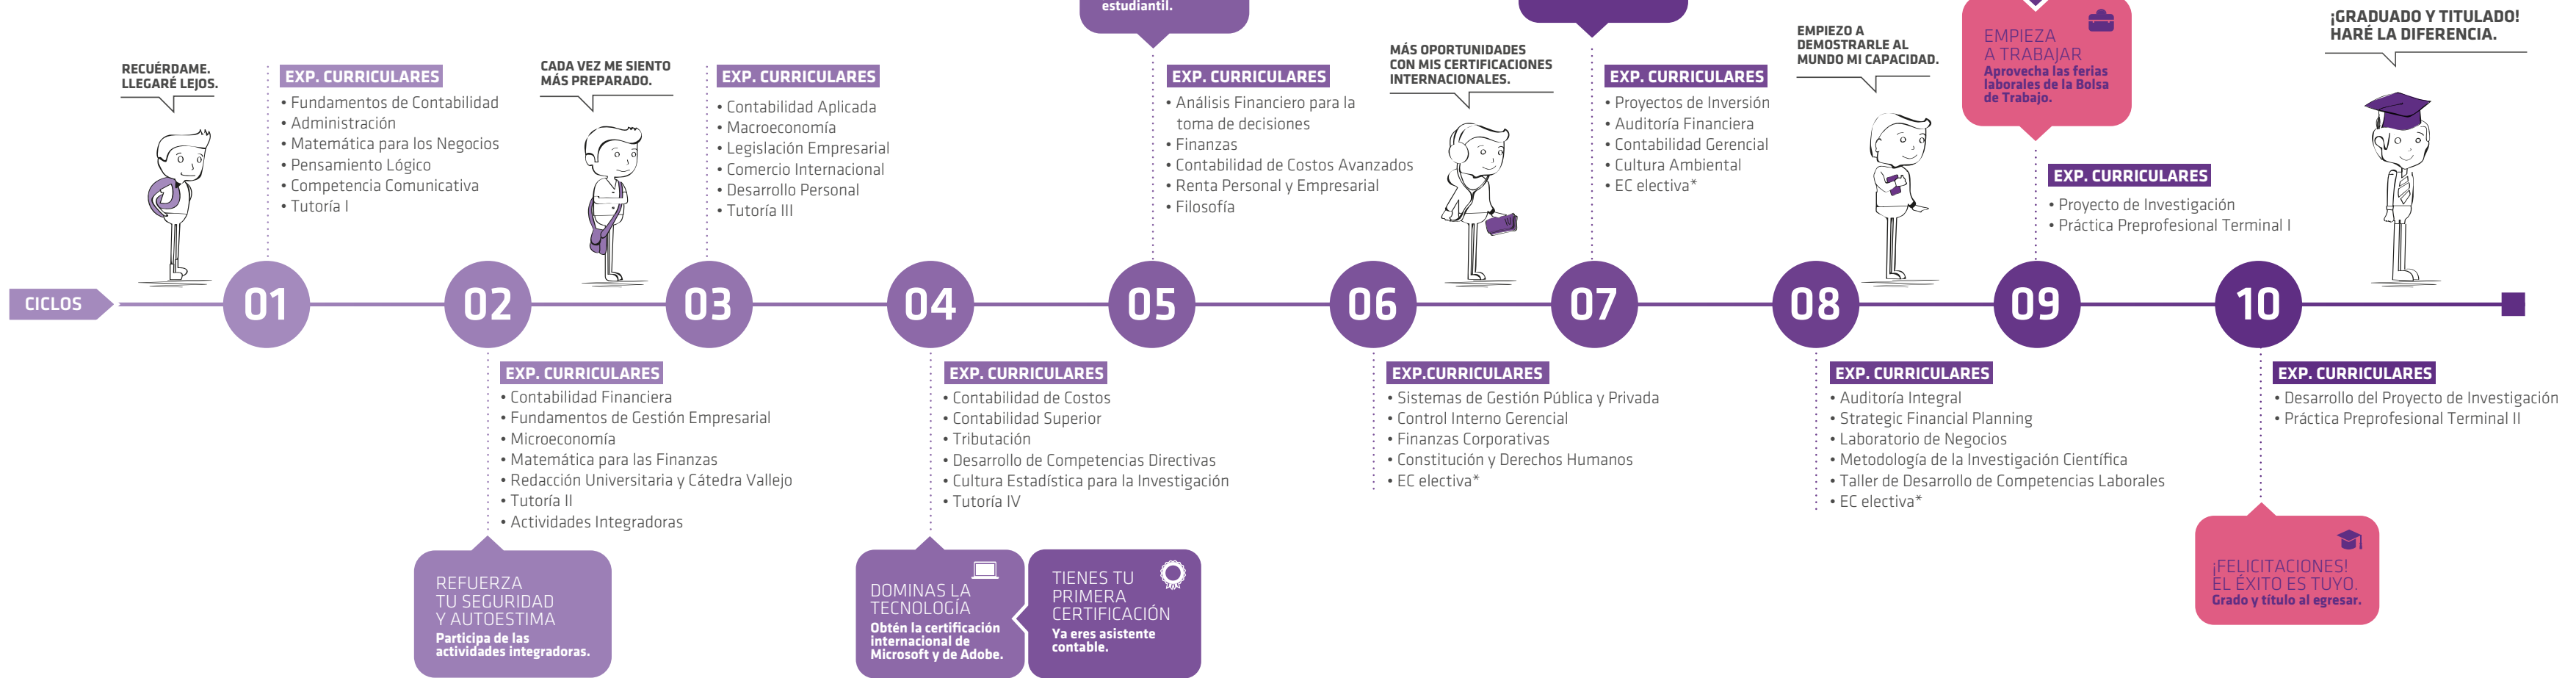 estudiantil.
RECUÉRDAME.
LLEGARÉ LEJOS.
EXP. CURRICULARES
• Fundamentos de Contabilidad
• Administración
• Matemática para los Negocios
• Pensamiento Lógico
• Competencia Comunicativa
• Tutoría I
CADA VEZ ME SIENTO
MÁS PREPARADO.
EXP. CURRICULARES
• Contabilidad Aplicada
• Macroeconomía
• Legislación Empresarial
• Comercio Internacional
• Desarrollo Personal
• Tutoría III
EXP. CURRICULARES
• Análisis Financiero para la
toma de decisiones
• Finanzas
• Contabilidad de Costos Avanzados
• Renta Personal y Empresarial
• Filosofía
MÁS OPORTUNIDADES
CON MIS CERTIFICACIONES
INTERNACIONALES.
EXP. CURRICULARES
• Proyectos de Inversión
• Auditoría Financiera
• Contabilidad Gerencial
• Cultura Ambiental
• EC electiva*
EMPIEZO A
DEMOSTRARLE AL
MUNDO MI CAPACIDAD.
EMPIEZA
A TRABAJAR
Aprovecha las ferias
laborales de la Bolsa
de Trabajo.
EXP. CURRICULARES
• Proyecto de Investigación
• Práctica Preprofesional Terminal I
¡GRADUADO Y TITULADO!
HARÉ LA DIFERENCIA.
CICLOS
01
02
03
04
05
06
07
08
09
10
EXP. CURRICULARES
• Contabilidad Financiera
• Fundamentos de Gestión Empresarial
• Microeconomía
• Matemática para las Finanzas
• Redacción Universitaria y Cátedra Vallejo
• Tutoría II
• Actividades Integradoras
REFUERZA
TU SEGURIDAD
Y AUTOESTIMA
Participa de las
actividades integradoras.
EXP. CURRICULARES
• Contabilidad de Costos
• Contabilidad Superior
• Tributación
• Desarrollo de Competencias Directivas
• Cultura Estadística para la Investigación
• Tutoría IV
DOMINAS LA
TECNOLOGÍA
Obtén la certificación
internacional de
Microsoft y de Adobe.
TIENES TU
PRIMERA
CERTIFICACIÓN
Ya eres asistente
contable.
EXP.CURRICULARES
• Sistemas de Gestión Pública y Privada
• Control Interno Gerencial
• Finanzas Corporativas
• Constitución y Derechos Humanos
• EC electiva*
EXP. CURRICULARES
• Auditoría Integral
• Strategic Financial Planning
• Laboratorio de Negocios
• Metodología de la Investigación Científica
• Taller de Desarrollo de Competencias Laborales
• EC electiva*
EXP. CURRICULARES
• Desarrollo del Proyecto de Investigación
• Práctica Preprofesional Terminal II
¡FELICITACIONES!
EL ÉXITO ES TUYO.
Grado y título al egresar.